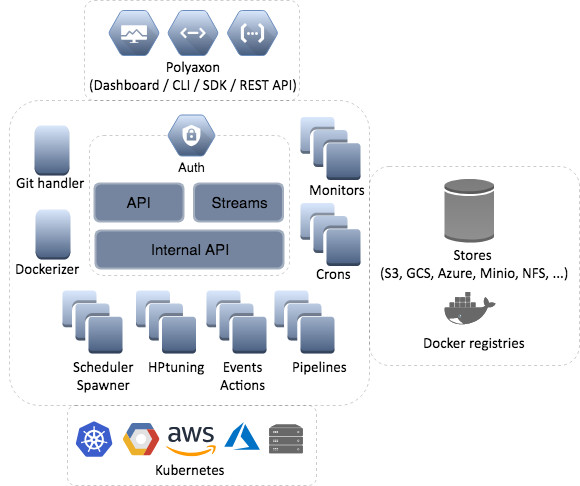 Polyaxon
(Dashboard / CLI / SDK / REST API)
Auth
Git handler
API
Streams
Monitors
Internal API
Dockerizer
Crons
Stores
(S3, GCS, Azure, Minio, NFS, ...)
Docker registries
Scheduler
Spawner
HPtuning
Events
Actions
Pipelines
aws
Kubernetes